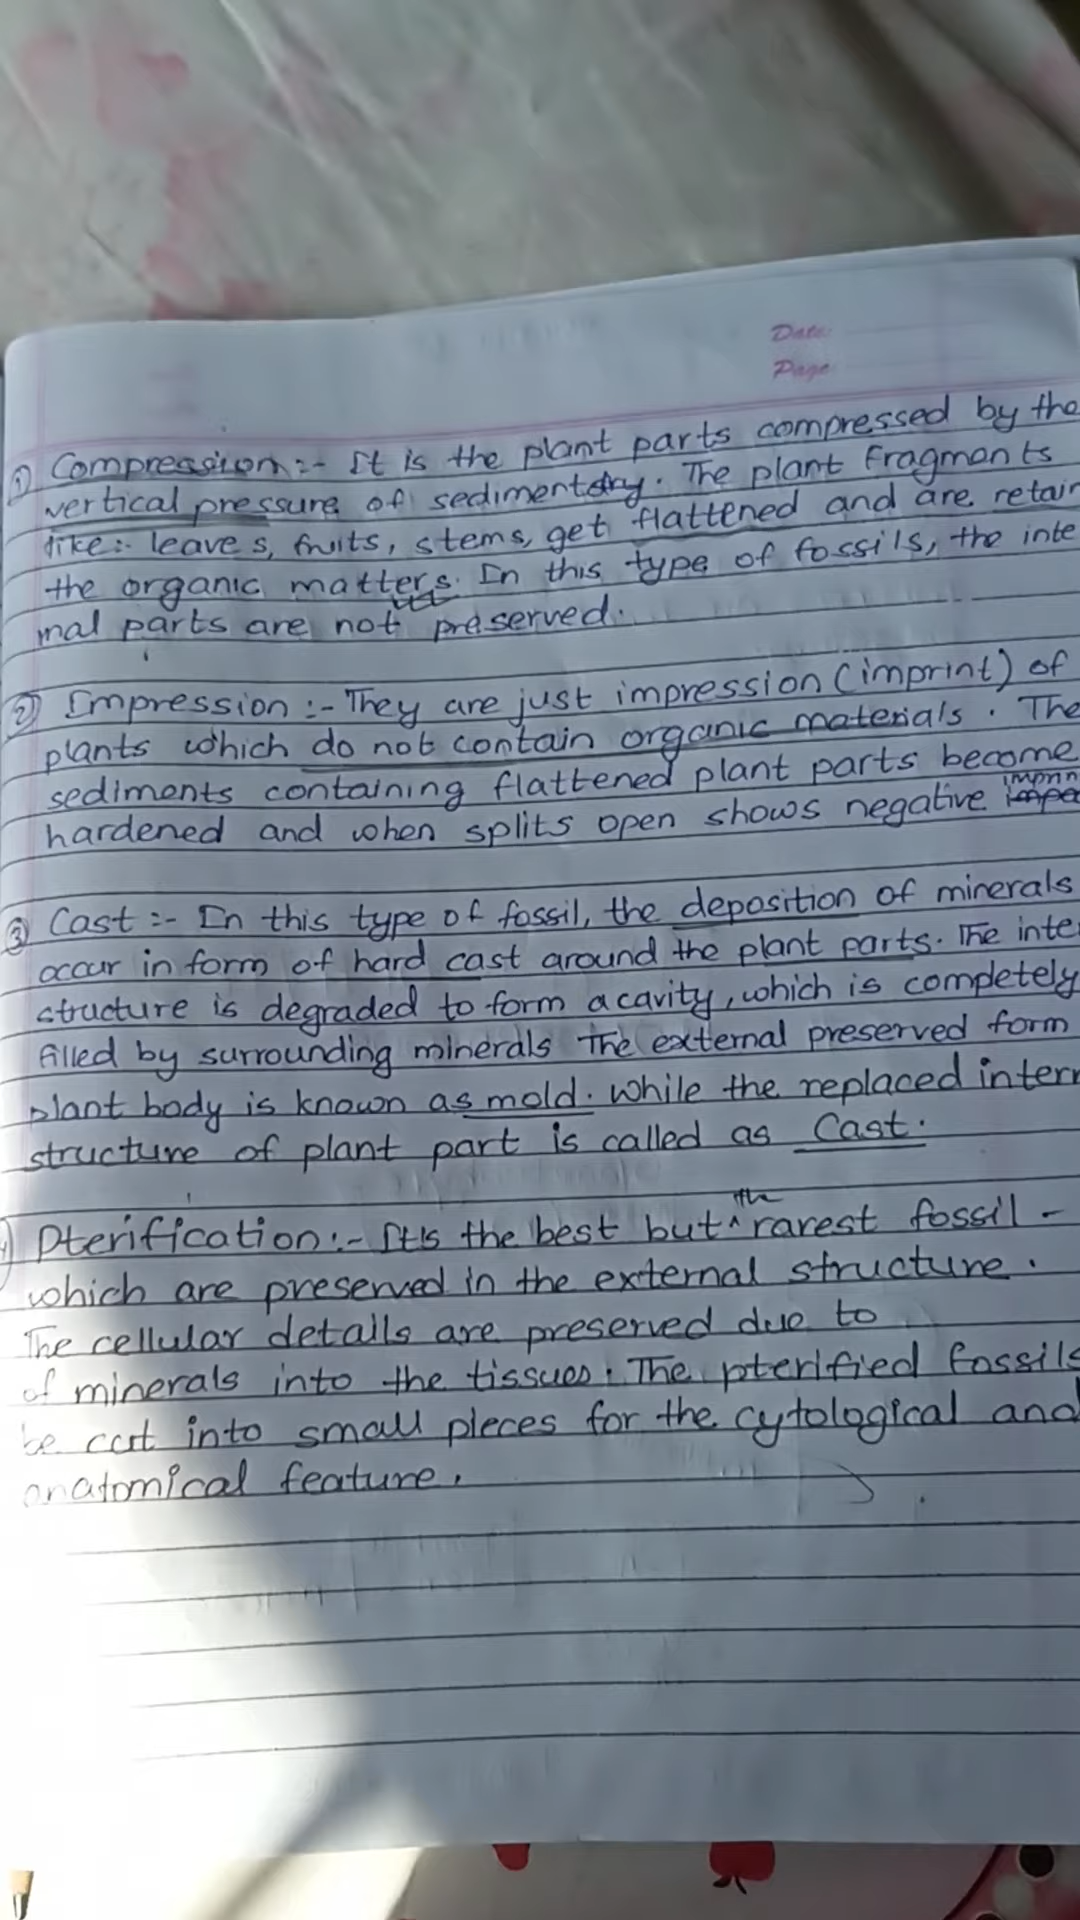 Date:
Page
① Compression :- It is the plant parts compressed by the
vertical pressure of sedimentdry. The plant fragments
like :- leaves, fruits, stems, get flattened and are retain
the organic matters. In this type of fossils, the inte
rnal parts are not preserved.
② Impression :- They are just impression (imprint) of
plants which do not contain organic materials. The
sediments containing flattened plant parts become
hardened and when splits open shows negative
③ Cast :- In this type of fossil, the deposition of minerals
occur in form of hard cast around the plant parts. The inte
structure is degraded to form a cavity, which is completely
filled by surrounding minerals The external preserved form
plant body is known as mold. While the replaced intern
structure of plant part is called as Cast.
Pterification :- It's the best but the rarest fossil -
which are preserved in the external structure.
The cellular details are preserved due to
of minerals into the tissues. The pterified fossils
be cut into small pieces for the cytological and
anatomical feature.